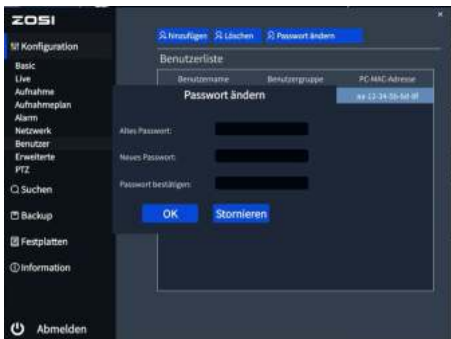 ZOSI
Konfiguration
Basic
Live
Aufnahme
Aufnahmeplan
Alarm
Netzwerk
Benutzer
Erweiterte
PTZ
Suchen
Backup
Festplatten
Information
Abmelden
Hinzufügen Löschen Passwort ändern
Benutzerliste
Benutzername Benutzergruppe PC-MAC-Adresse
Passwort ändern
Altes Passwort:
Neues Passwort:
Passwort bestätigen:
OK Stornieren